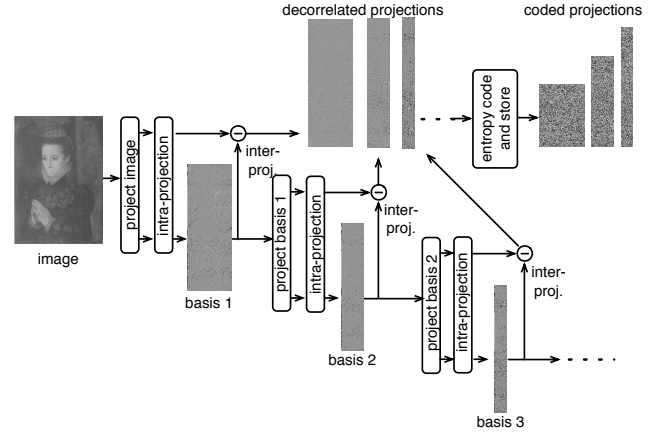 decorrelated projections
coded projections
entropy code
and store
project image
intra-projection
inter-
proj.
image
basis 1
project basis 1
intra-projection
inter-
proj.
basis 2
project basis 2
intra-projection
inter-
proj.
basis 3